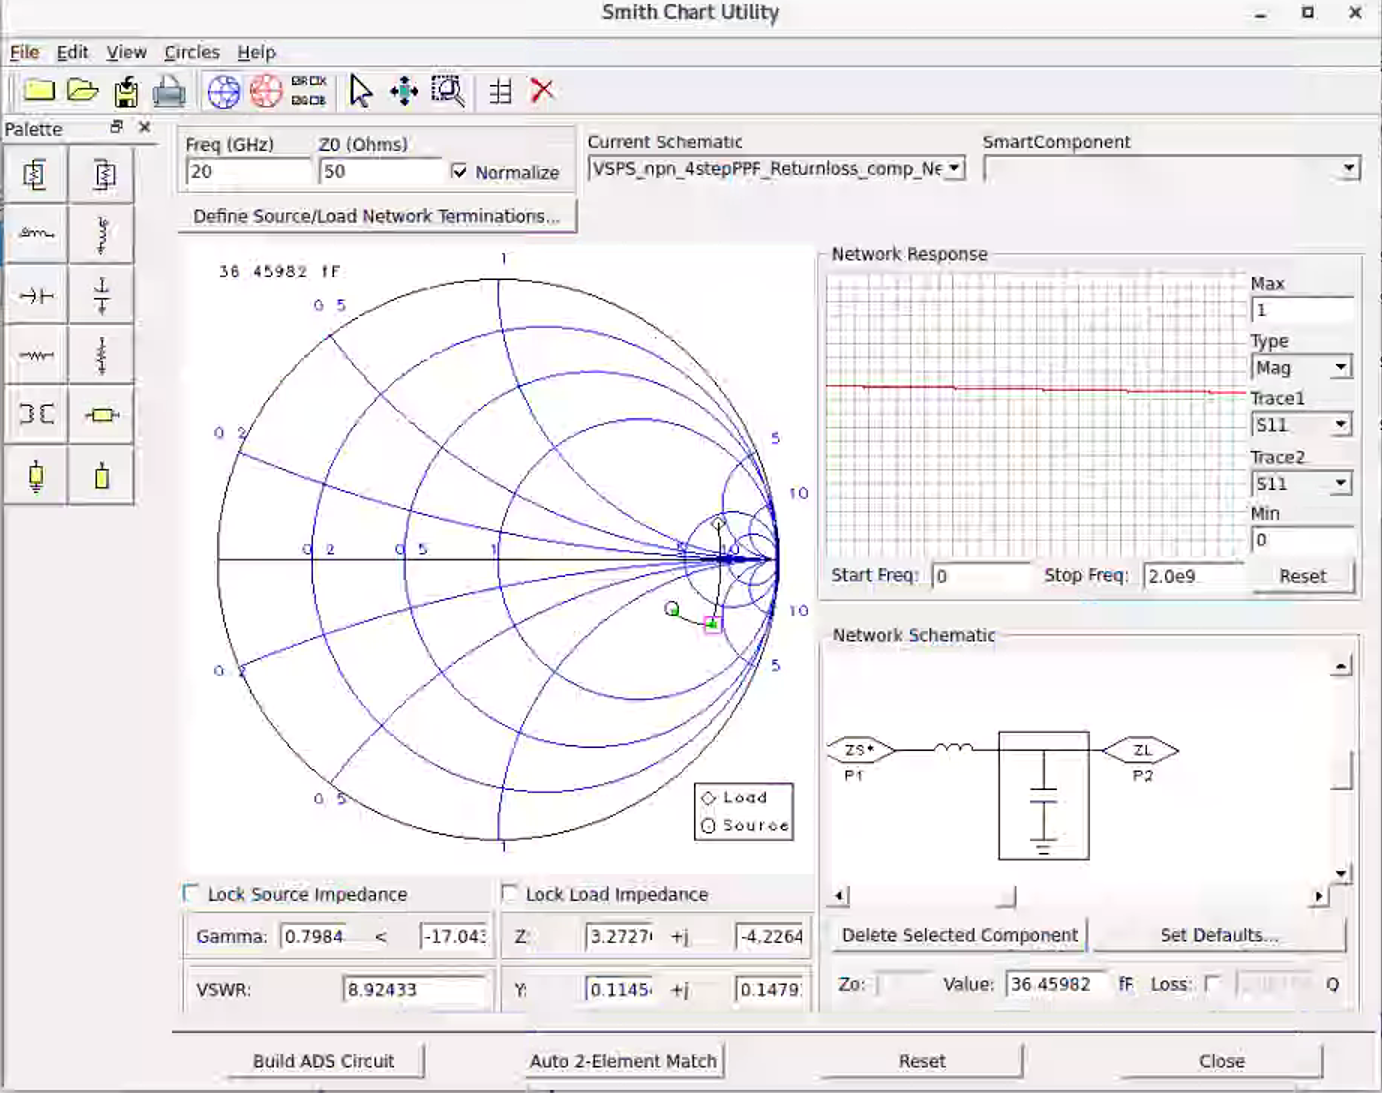 Smith Chart Utility
File Edit View Circles Help
Palette
Freq (GHz) Z0 (Ohms)
20 50 Normalize
Define Source/Load Network Terminations...
Current Schematic
VSPS_npn_4stepPPF_Returnloss_comp_Ne
SmartComponent
36 45982 fF
1
0 5
0 2
5
10
0 2 0 5 1 10
10
5
0 2
0 5
1
Load
Source
Network Response
Max
1
Type
Mag
Trace1
S11
Trace2
S11
Min
0
Start Freq: 0 Stop Freq: 2.0e9 Reset
Network Schematic
ZS* ZL
P1 P2
Lock Source Impedance Lock Load Impedance
Gamma: 0.7984 < -17.043
Z: 3.2727 +j -4.2264
VSWR: 8.92433
Y: 0.1145 +j 0.1479
Delete Selected Component Set Defaults...
Zo: Value: 36.45982 fF Loss: Q
Build ADS Circuit Auto 2-Element Match Reset Close